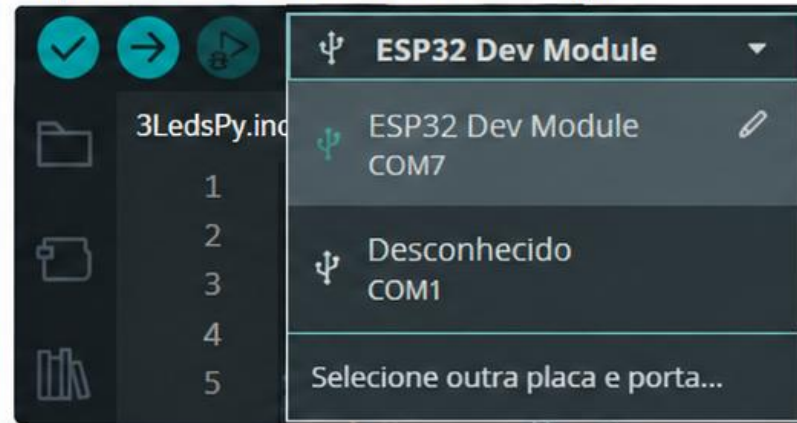 ESP32 Dev Module
3LedsPy.ino
ESP32 Dev Module
COM7
1
2
Desconhecido
3
COM1
4
5
Selecione outra placa e porta...